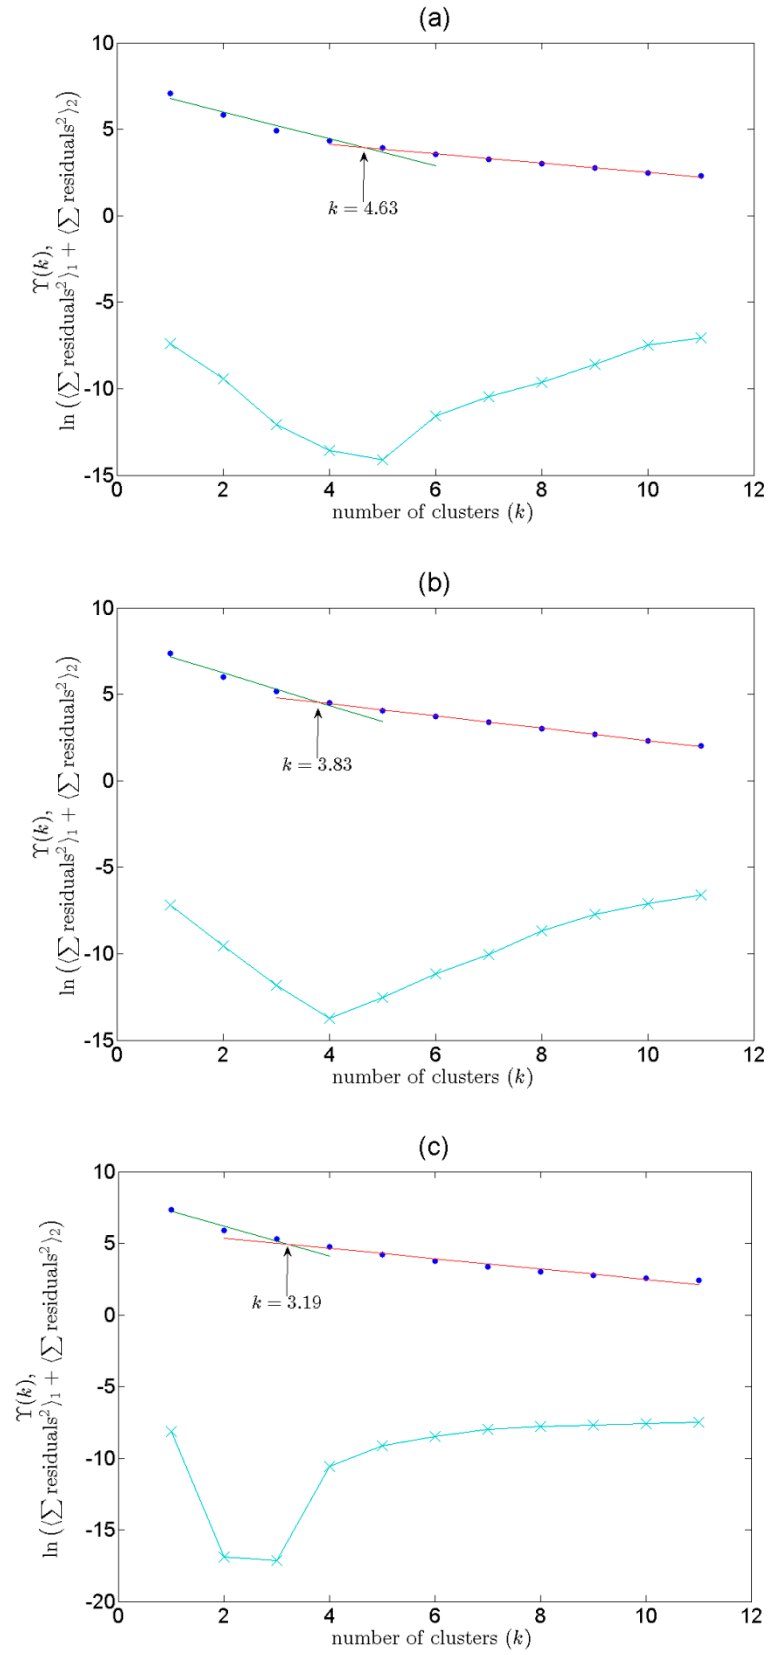 (a)
10
5
0
-5
-10
-15
0 2 4 6 8 10 12
k = 4.63
number of clusters (k)
Υ(k),
ln (⟨∑ residuals²⟩₁ + ⟨∑ residuals²⟩₂)
(b)
10
5
0
-5
-10
-15
0 2 4 6 8 10 12
k = 3.83
number of clusters (k)
Υ(k),
ln (⟨∑ residuals²⟩₁ + ⟨∑ residuals²⟩₂)
(c)
10
5
0
-5
-10
-15
-20
0 2 4 6 8 10 12
k = 3.19
number of clusters (k)
Υ(k),
ln (⟨∑ residuals²⟩₁ + ⟨∑ residuals²⟩₂)